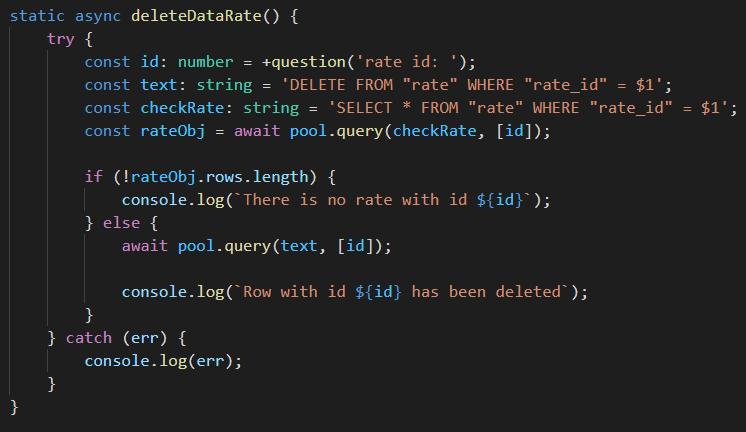 static async deleteDataRate() {
    try {
        const id: number = +question('rate id: ');
        const text: string = 'DELETE FROM "rate" WHERE "rate_id" = $1';
        const checkRate: string = 'SELECT * FROM "rate" WHERE "rate_id" = $1';
        const rateObj = await pool.query(checkRate, [id]);

        if (!rateObj.rows.length) {
            console.log(`There is no rate with id ${id}`);
        } else {
            await pool.query(text, [id]);

            console.log(`Row with id ${id} has been deleted`);
        }
    } catch (err) {
        console.log(err);
    }
}